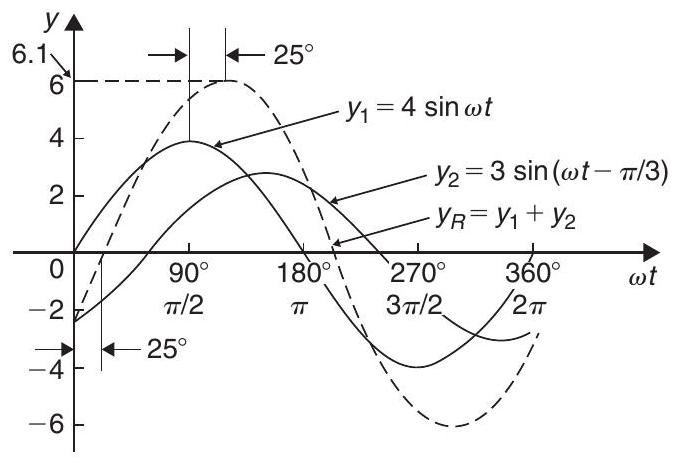 y
6.1
25°
6
y₁ = 4 sin ωt
4
y₂ = 3 sin (ωt − π/3)
2
y_R = y₁ + y₂
0
90°
180°
270°
360°
ωt
π/2
π
3π/2
2π
−2
25°
−4
−6